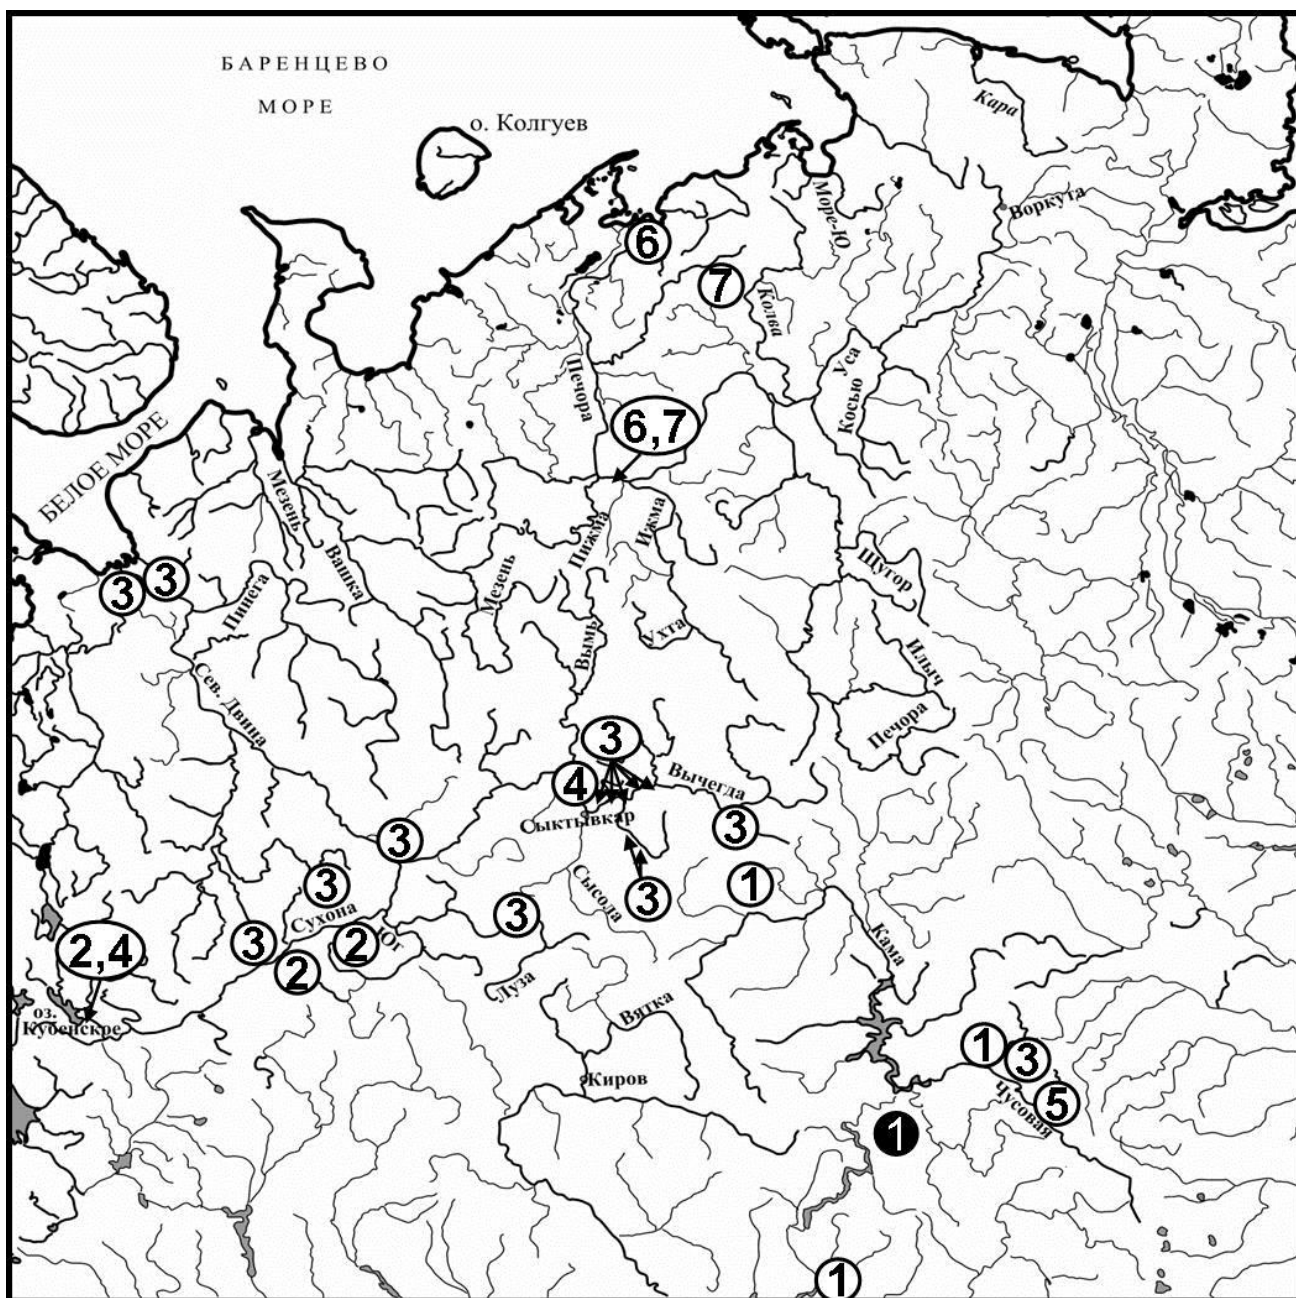 БАРЕНЦЕВО
МОРЕ
о. Колгуев
Кара
Воркута
Море-Ю
6
7
Колва
Печора
Уса
Косью
6,7
БЕЛОЕ МОРЕ
Мезень
Вашка
Пижма
Ижма
Мезень
Щугор
3
3
Пинега
Вымь
Ухта
Илыч
Сев. Двина
Печора
3
4
Вычегда
Сыктывкар
3
3
3
1
Сысола
3
3
Сухона
Юг
3
2
2
2,4
Кама
Луза
оз.
Кубенскре
Вятка
1
3
Киров
Чусовая
5
1
1